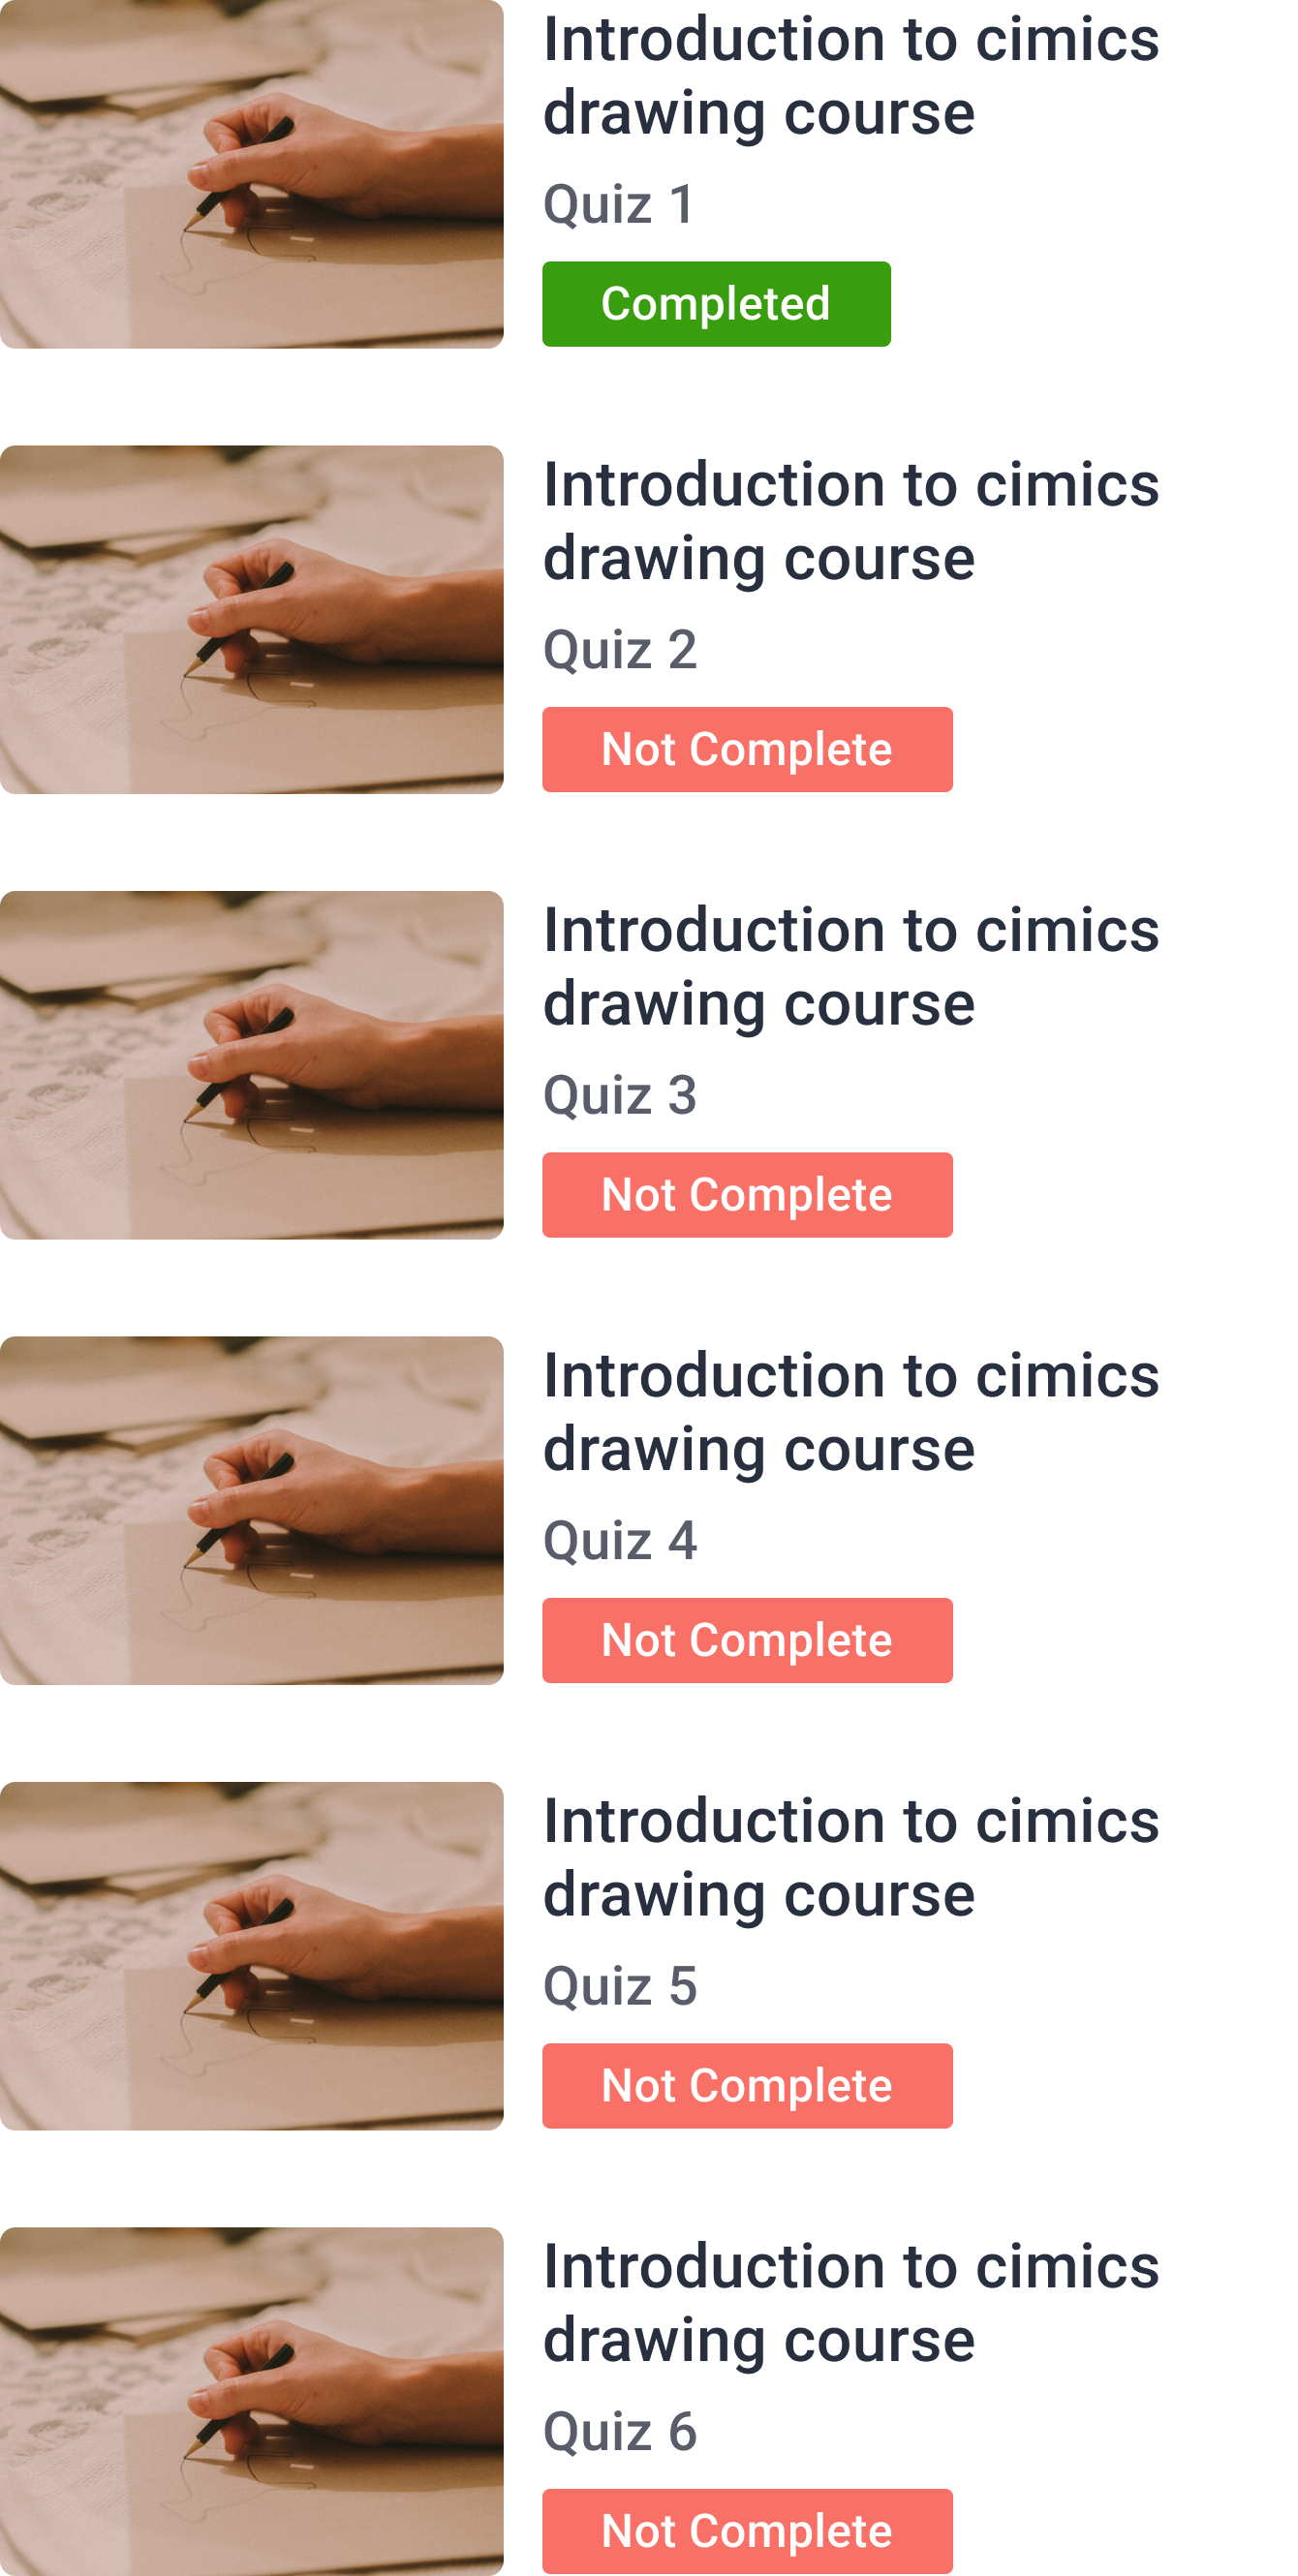 Introduction to cimics
drawing course
Quiz 1
Completed
Introduction to cimics
drawing course
Quiz 2
Not Complete
Introduction to cimics
drawing course
Quiz 3
Not Complete
Introduction to cimics
drawing course
Quiz 4
Not Complete
Introduction to cimics
drawing course
Quiz 5
Not Complete
Introduction to cimics
drawing course
Quiz 6
Not Complete